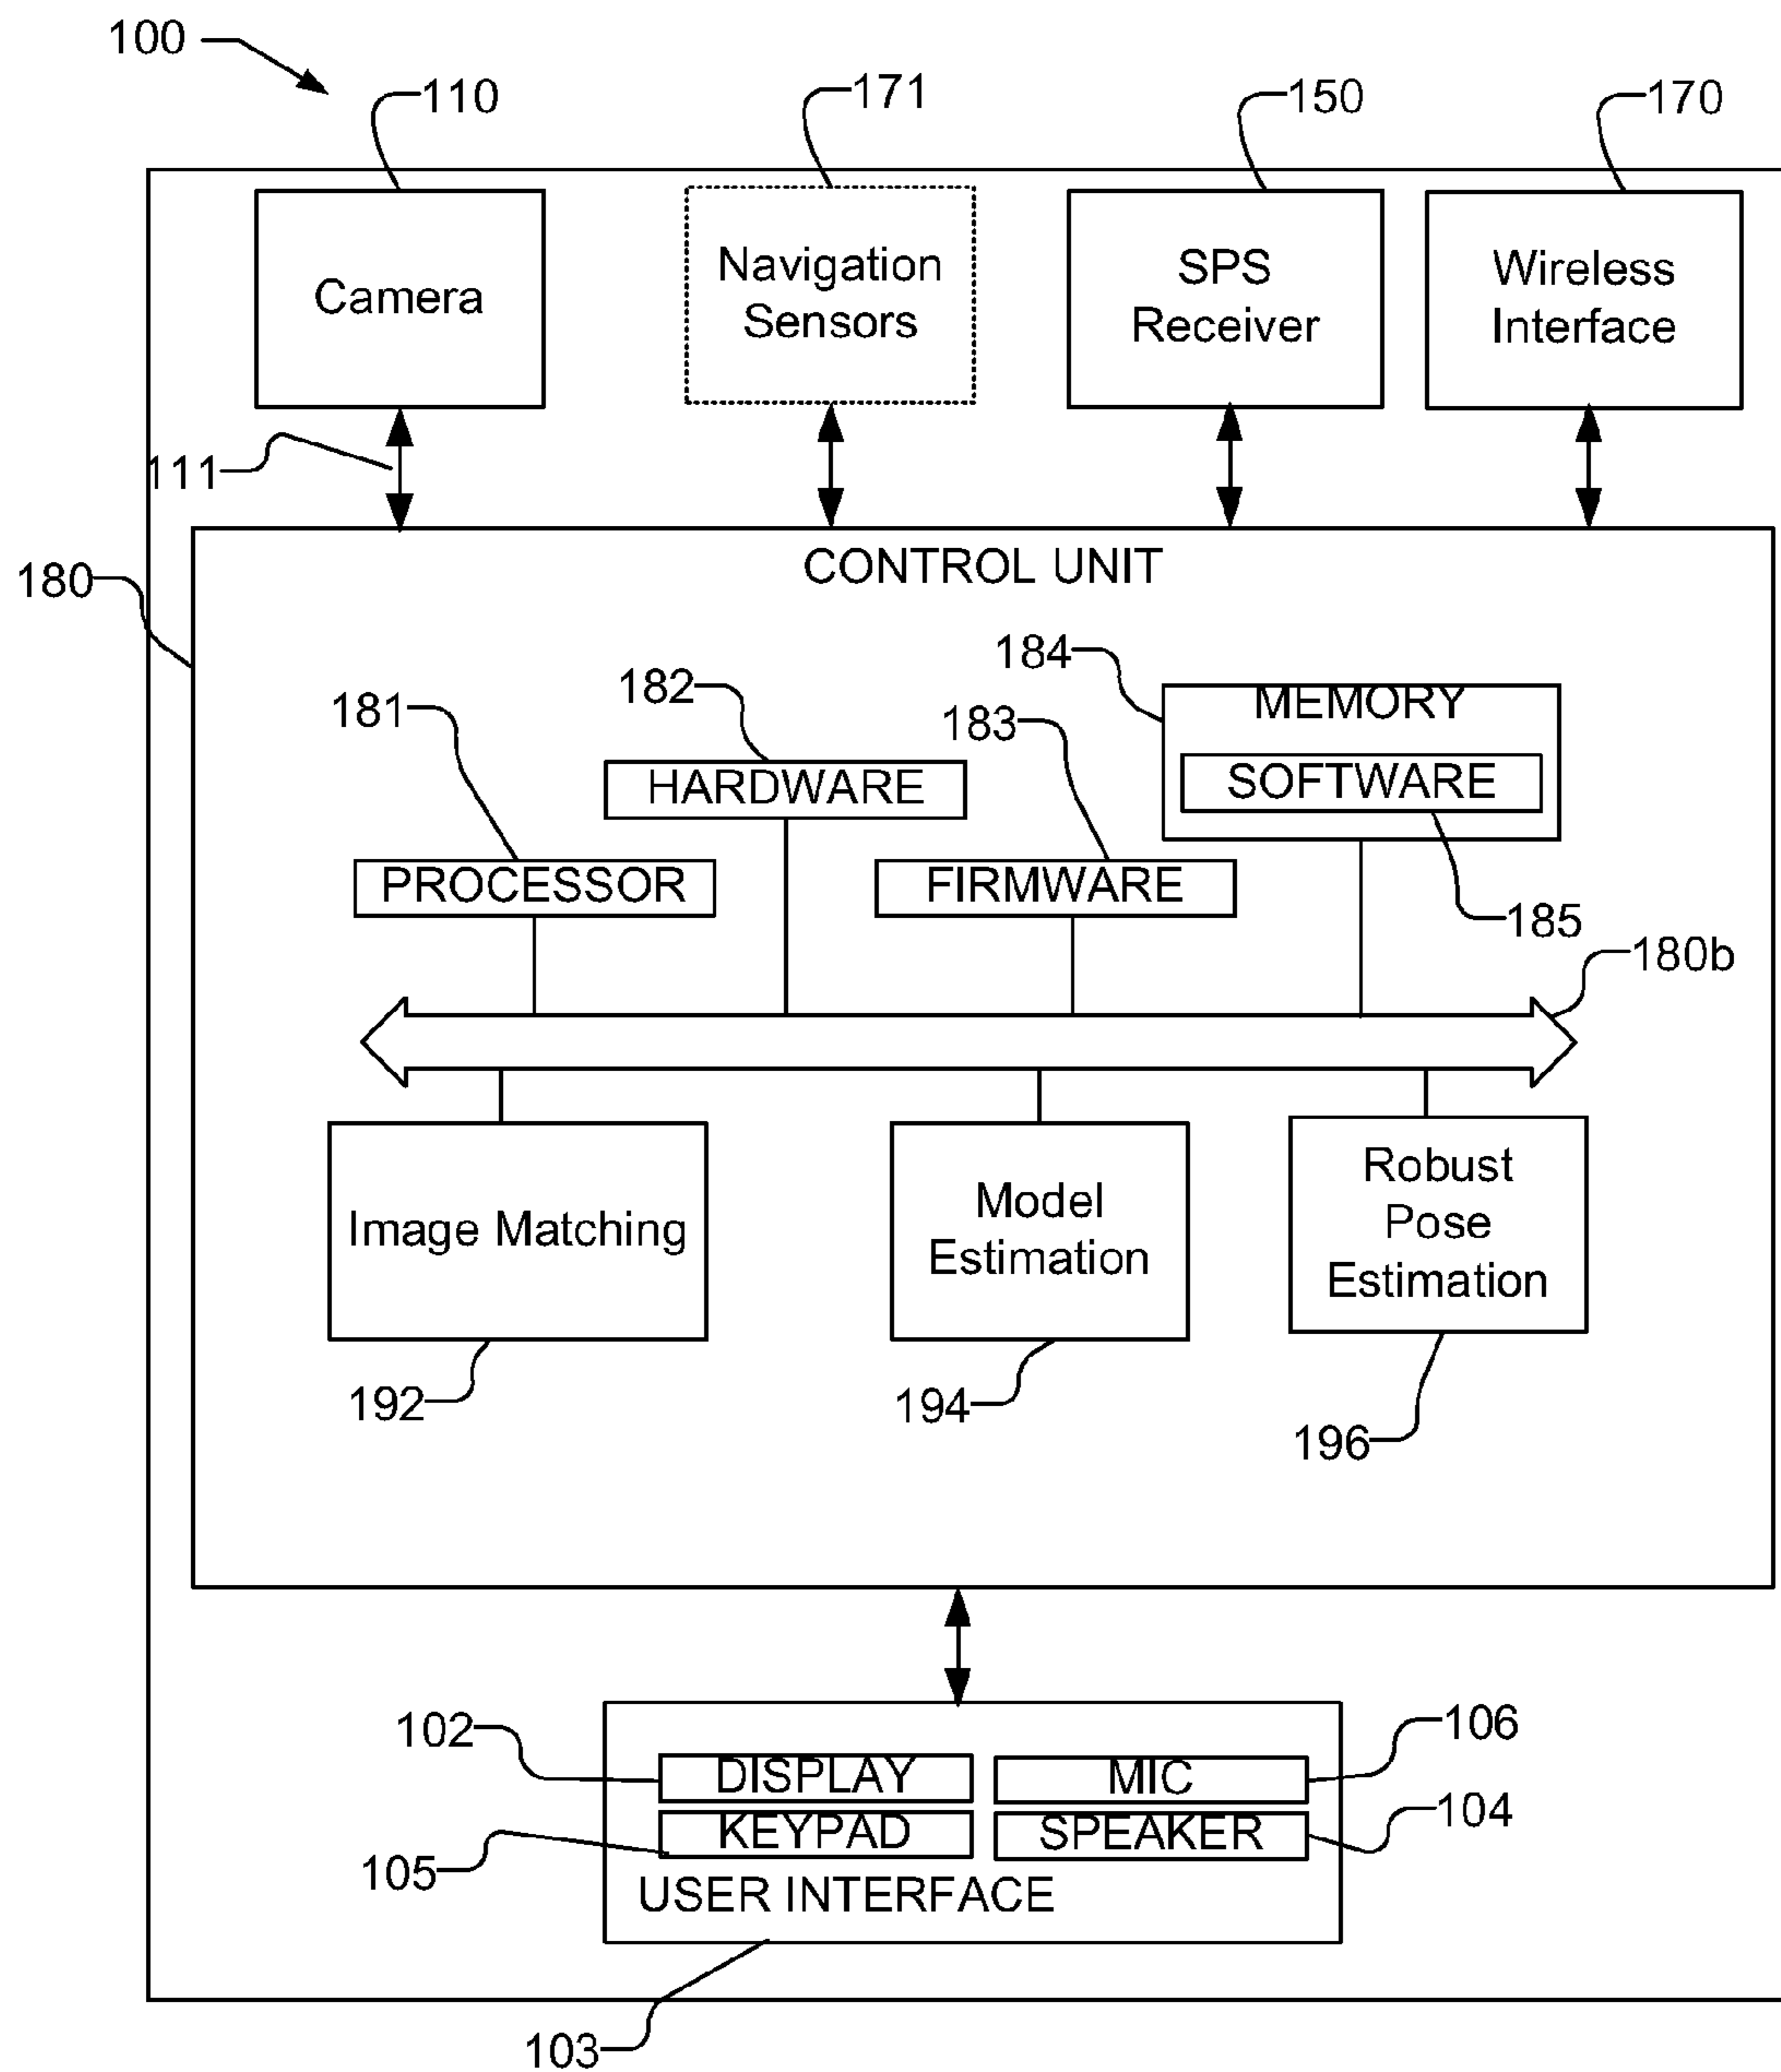 100
110
171
150
170
Camera
Navigation
Sensors
SPS
Receiver
Wireless
Interface
111
180
CONTROL UNIT
184
MEMORY
182
181
183
HARDWARE
SOFTWARE
PROCESSOR
FIRMWARE
185
180b
Image Matching
Model
Estimation
Robust
Pose
Estimation
192
194
196
102
DISPLAY
MIC
106
105
KEYPAD
SPEAKER
104
USER INTERFACE
103